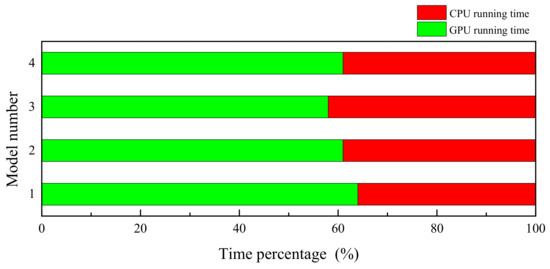 CPU running time
GPU running time
4
3
2
1
Model number
0 20 40 60 80 100
Time percentage (%)